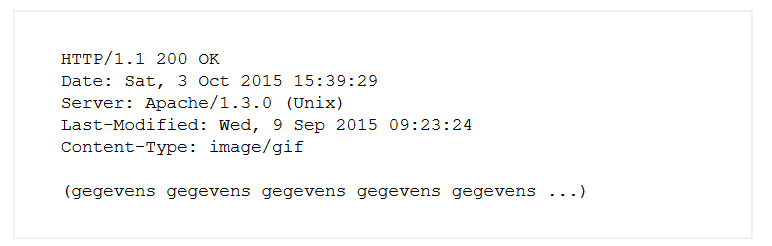 HTTP/1.1 200 OK
Date: Sat, 3 Oct 2015 15:39:29
Server: Apache/1.3.0 (Unix)
Last-Modified: Wed, 9 Sep 2015 09:23:24
Content-Type: image/gif
(gegevens gegevens gegevens gegevens gegevens ...)